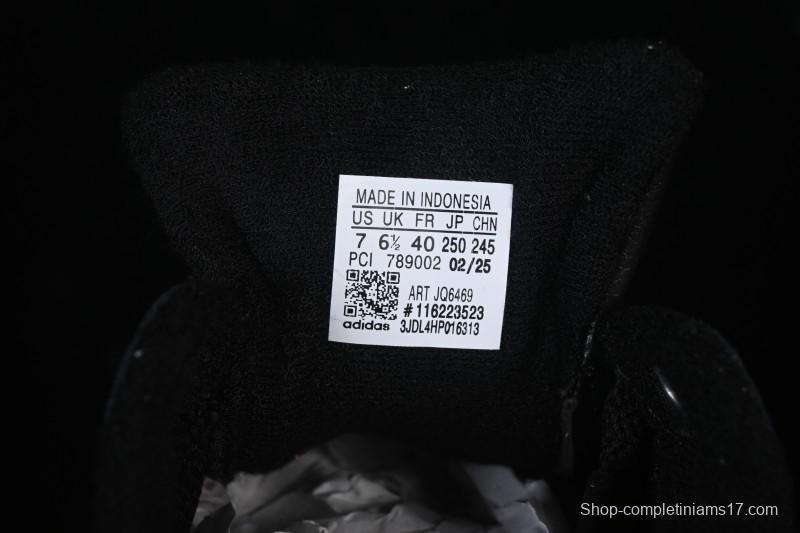 MADE IN INDONESIA
US UK FR JP CHN
7 6½ 40 250 245
PCI 789002 02/25
ART JQ6469
#116223523
adidas 3JDL4HP016313
Shop-completiniams17.com